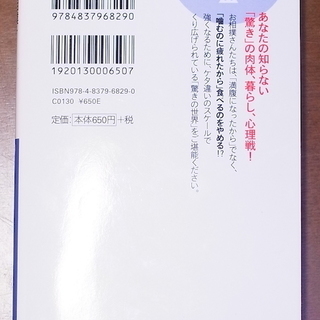 9784837968290
1920130006507
ISBN978-4-8379-6829-0
C0130 ¥650E
定価：本体650円＋税
あなたの知らない
「驚き」の肉体、暮らし、心理戦！
お相撲さんたちは、「満腹になったから」でなく、
「噛むのに疲れたから」食べるのをやめる!?
強くなるために、ケタ違いのスケールで
くり広げられている〝驚きの世界〟をご堪能ください。